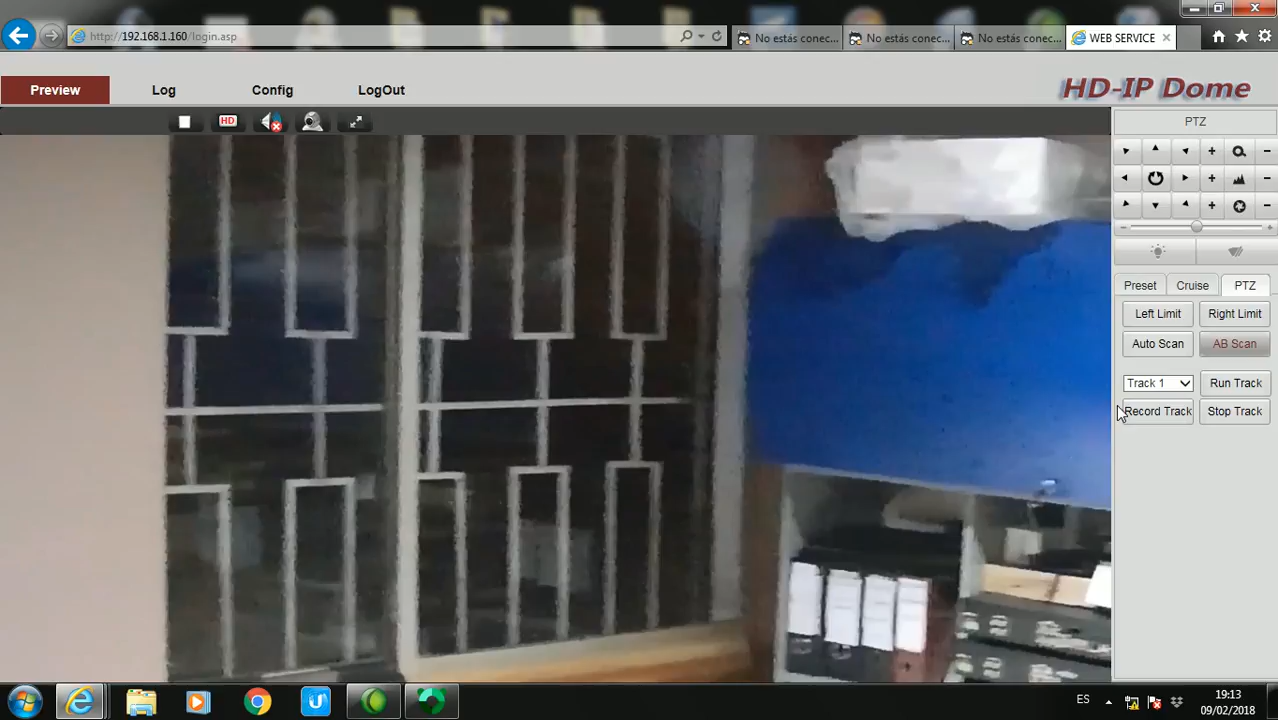 http://192.168.1.160/login.asp
No estás conec...
No estás conec...
No estás conec...
WEB SERVICE
Preview
Log
Config
LogOut
HD-IP Dome
HD
PTZ
Preset
Cruise
PTZ
Left Limit
Right Limit
Auto Scan
AB Scan
Track 1
Run Track
Record Track
Stop Track
ES
19:13
09/02/2018